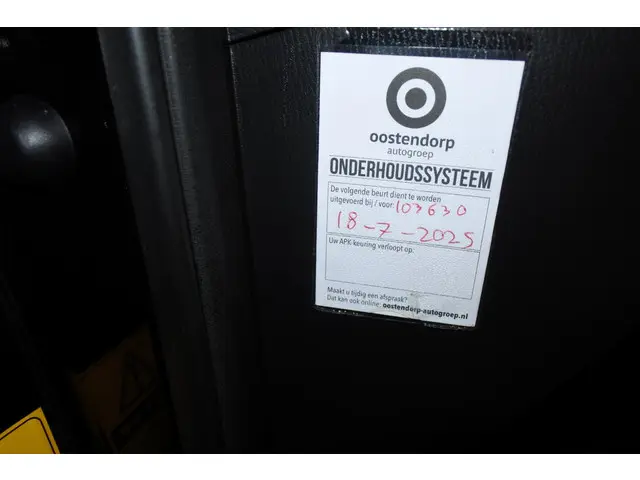 oostendorp
autogroep
ONDERHOUDSSYSTEEM
De volgende beurt dient te worden
uitgevoerd bij / voor: 103630
18-7-2025
Uw APK-keuring verloopt op:
Maakt u tijdig een afspraak?
Dat kan ook online: oostendorp-autogroep.nl